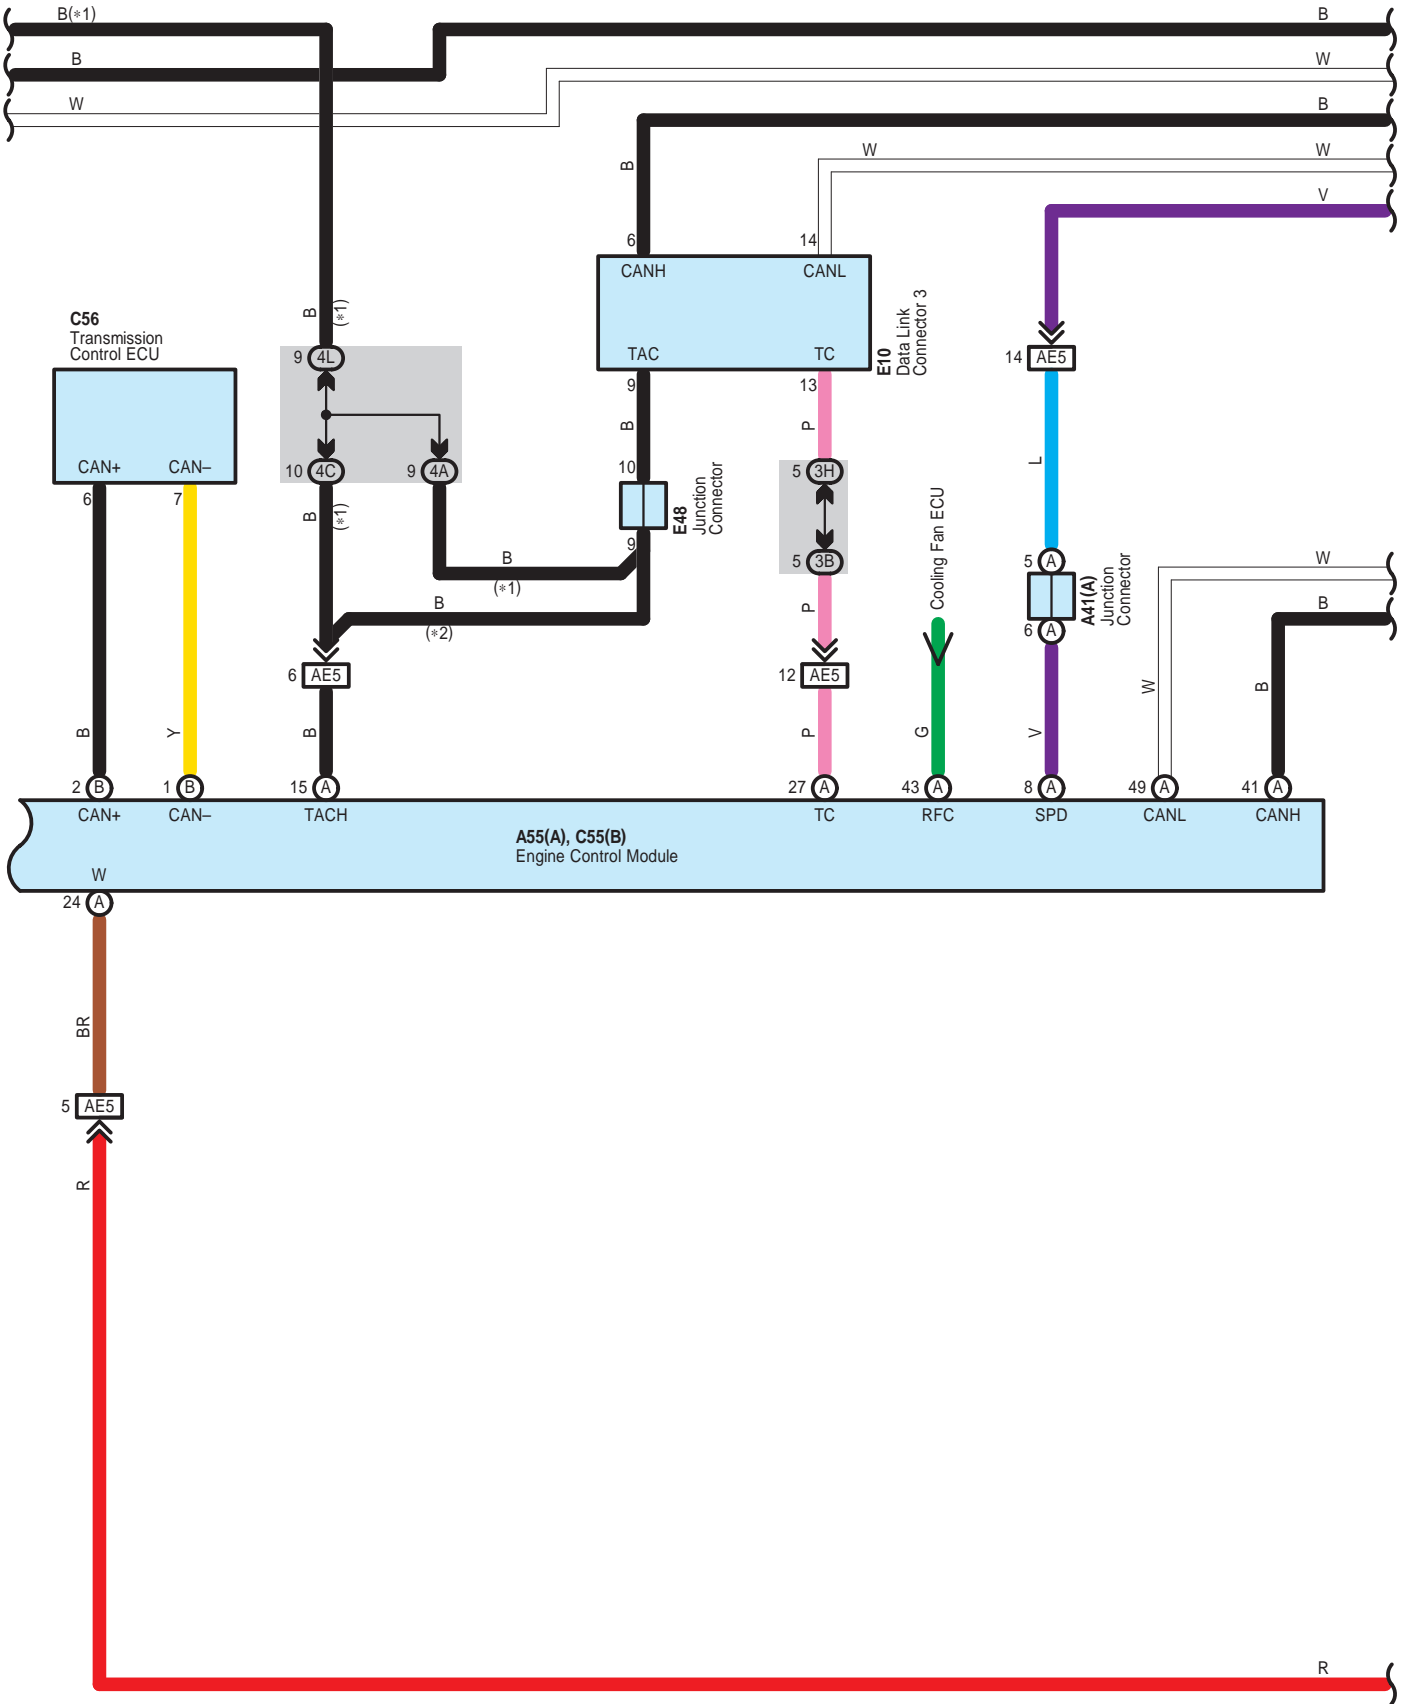 B(∗1)
B
B
W
W
B
W
W
B
W
V
6
14
CANH
CANL
TAC
TC
E10
Data Link
Connector 3
C56
Transmission
Control ECU
B
(∗1)
9 4L
14 AE5
9
13
CAN+
CAN–
10 4C
9 4A
B
P
L
10
5 3H
6
7
B
(∗1)
E48
Junction
Connector
9
5 3B
B
(∗1)
B
(∗2)
Cooling Fan ECU
5 A
A41(A)
Junction
Connector
6 A
W
B
P
6 AE5
12 AE5
W
B
B
Y
B
P
G
V
2 B
1 B
15 A
27 A
43 A
8 A
49 A
41 A
CAN+
CAN–
TACH
TC
RFC
SPD
CANL
CANH
A55(A), C55(B)
Engine Control Module
W
24 A
BR
5 AE5
R
R